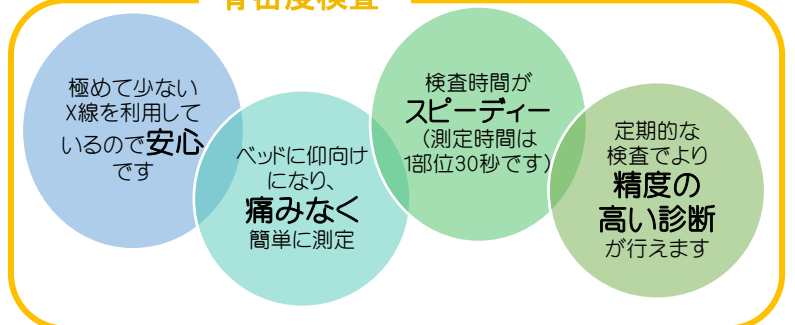 骨密度検査
極めて少ない
X線を利用して
いるので安心
です
ベッドに仰向け
になり、
痛みなく
簡単に測定
検査時間が
スピーディー
(測定時間は
1部位30秒です)
定期的な
検査でより
精度の
高い診断
が行えます